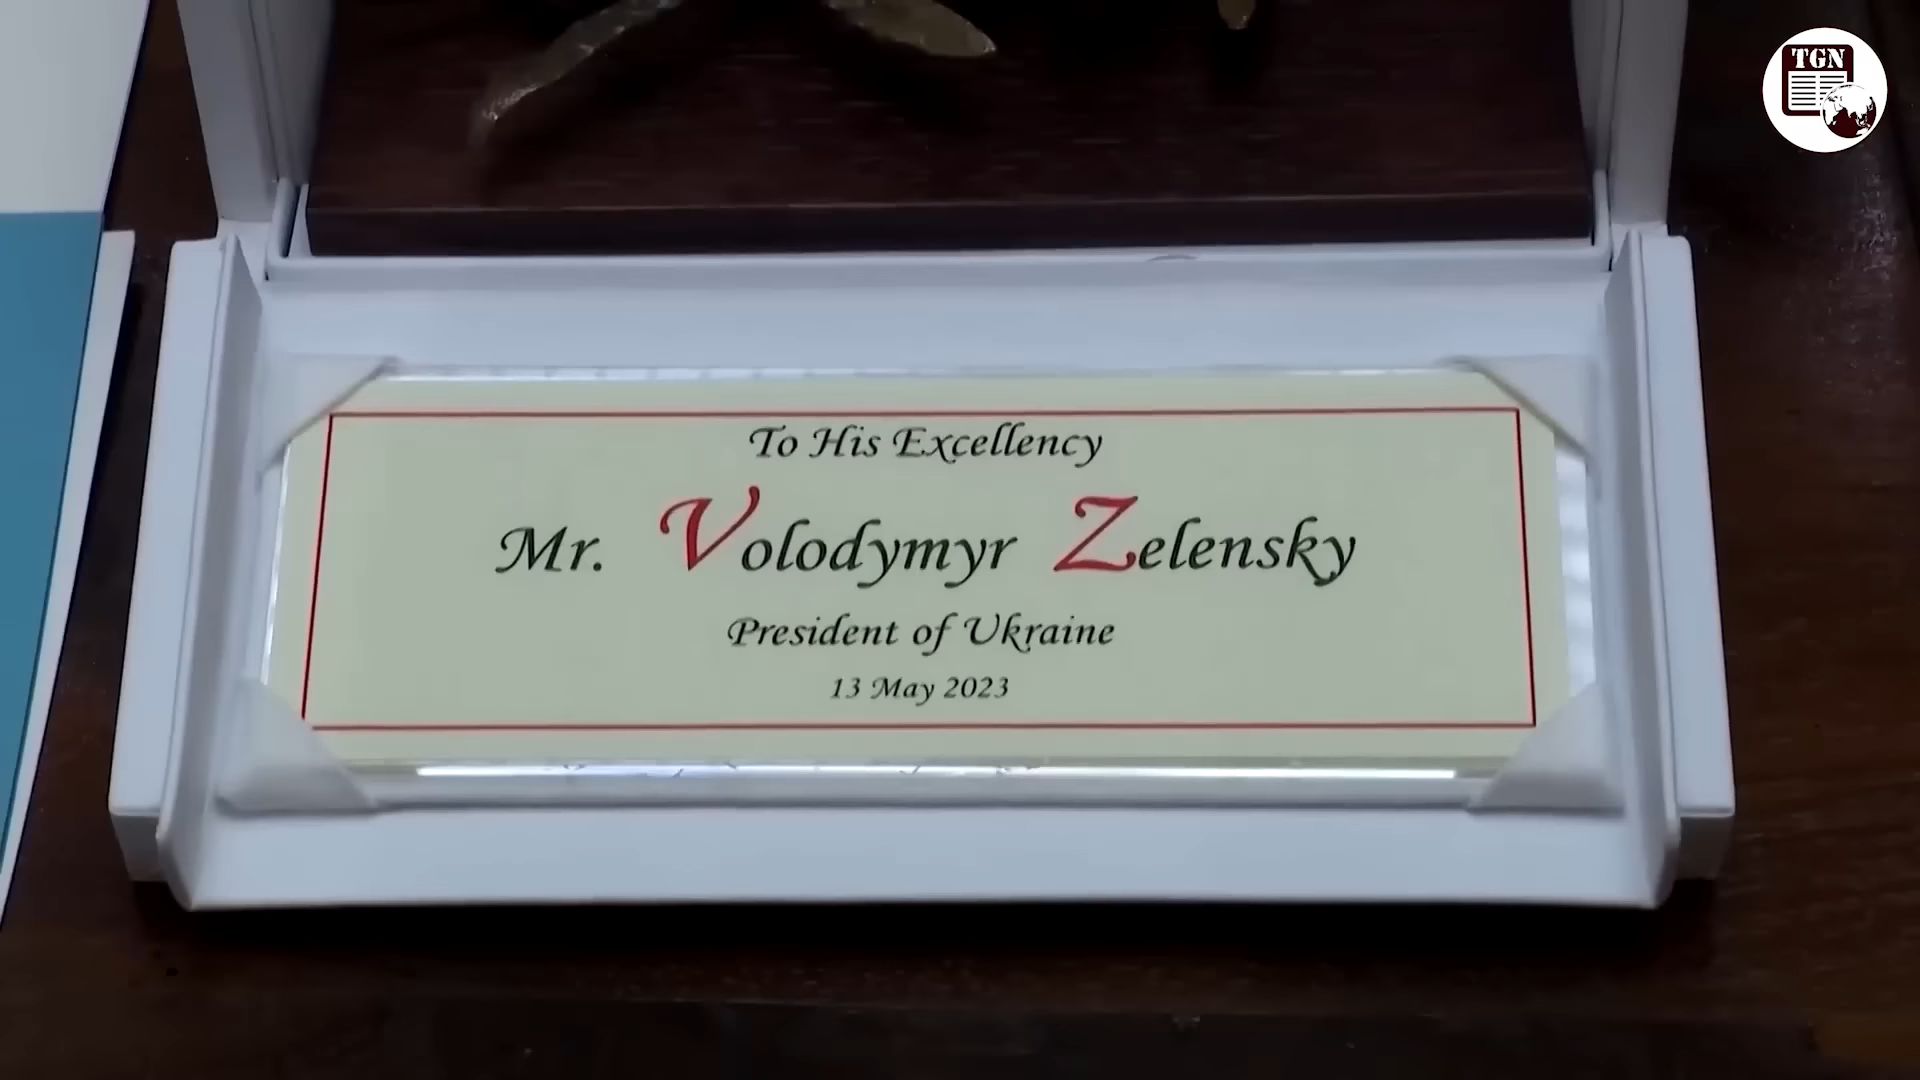 TGN
To His Excellency
Mr. Volodymyr Zelensky
President of Ukraine
13 May 2023